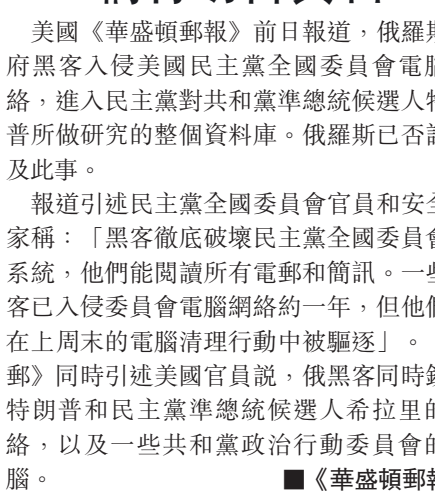 美國《華盛頓郵報》前日報道，俄羅斯
府黑客入侵美國民主黨全國委員會電腦
絡，進入民主黨對共和黨準總統候選人特
普所做研究的整個資料庫。俄羅斯已否認
及此事。
報道引述民主黨全國委員會官員和安全
家稱：「黑客徹底破壞民主黨全國委員會
系統，他們能閱讀所有電郵和簡訊。一些
客已入侵委員會電腦網絡約一年，但他們
在上周末的電腦清理行動中被驅逐」。
郵》同時引述美國官員説，俄黑客同時
特朗普和民主黨準總統候選人希拉里的
絡，以及一些共和黨政治行動委員會的
腦。 ■《華盛頓郵報